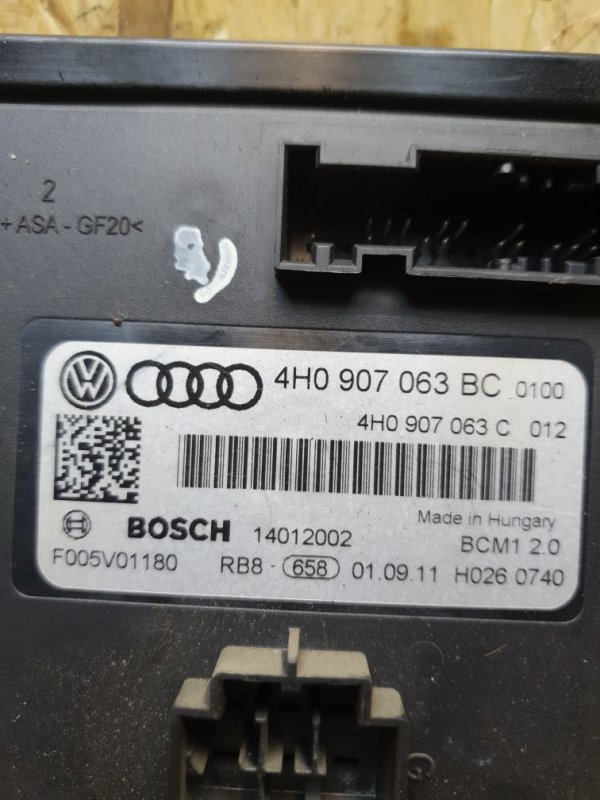 2
+ ASA - GF20<
4H0 907 063 BC 0100
4H0 907 063 C 012
BOSCH 14012002
Made in Hungary
BCM1 2.0
F005V01180 RB8 - 658 01.09.11 H026 0740